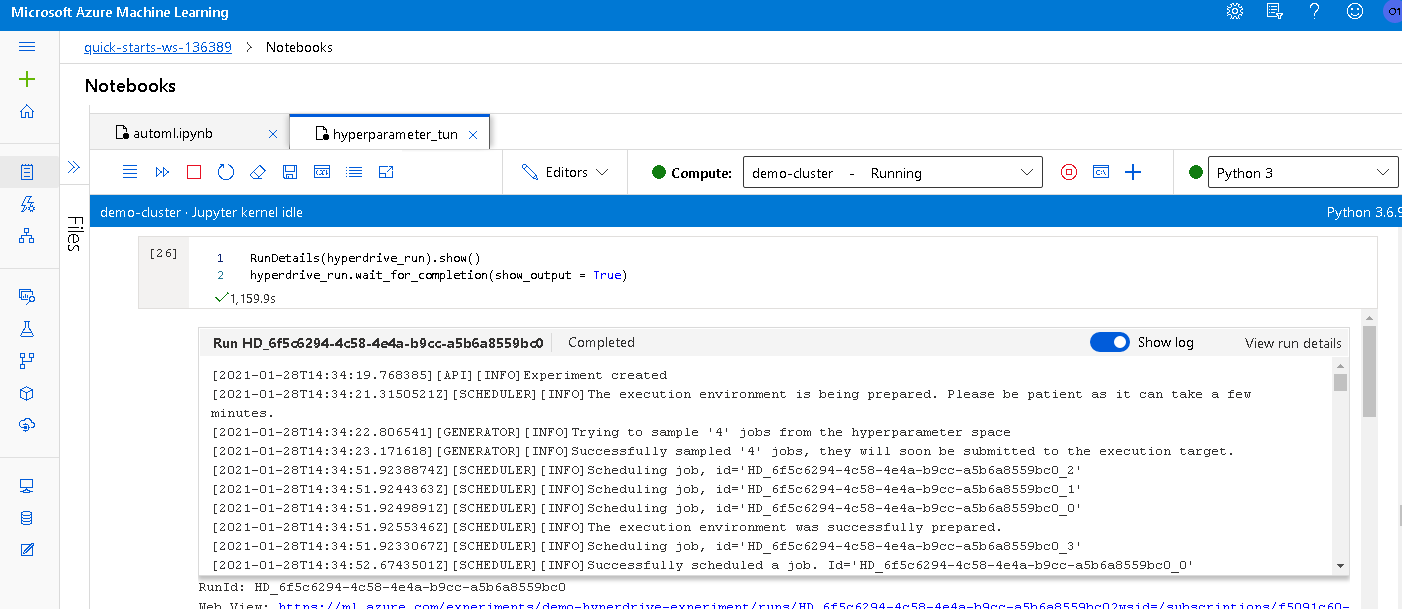 Microsoft Azure Machine Learning
quick-starts-ws-136389 > Notebooks
Notebooks
automl.ipynb
hyperparameter_tun
Editors
Compute:
demo-cluster - Running
Python 3
demo-cluster · Jupyter kernel idle
Python 3.6.9
Files
[26]
1 RunDetails(hyperdrive_run).show()
2 hyperdrive_run.wait_for_completion(show_output = True)
1,159.9s
Run HD_6f5c6294-4c58-4e4a-b9cc-a5b6a8559bc0
Completed
Show log
View run details
[2021-01-28T14:34:19.768385][API][INFO]Experiment created
[2021-01-28T14:34:21.3150521Z][SCHEDULER][INFO]The execution environment is being prepared. Please be patient as it can take a few
minutes.
[2021-01-28T14:34:22.806541][GENERATOR][INFO]Trying to sample '4' jobs from the hyperparameter space
[2021-01-28T14:34:23.171618][GENERATOR][INFO]Successfully sampled '4' jobs, they will soon be submitted to the execution target.
[2021-01-28T14:34:51.9238874Z][SCHEDULER][INFO]Scheduling job, id='HD_6f5c6294-4c58-4e4a-b9cc-a5b6a8559bc0_2'
[2021-01-28T14:34:51.9244363Z][SCHEDULER][INFO]Scheduling job, id='HD_6f5c6294-4c58-4e4a-b9cc-a5b6a8559bc0_1'
[2021-01-28T14:34:51.9249891Z][SCHEDULER][INFO]Scheduling job, id='HD_6f5c6294-4c58-4e4a-b9cc-a5b6a8559bc0_0'
[2021-01-28T14:34:51.9255346Z][SCHEDULER][INFO]The execution environment was successfully prepared.
[2021-01-28T14:34:51.9233067Z][SCHEDULER][INFO]Scheduling job, id='HD_6f5c6294-4c58-4e4a-b9cc-a5b6a8559bc0_3'
[2021-01-28T14:34:52.6743501Z][SCHEDULER][INFO]Successfully scheduled a job. Id='HD_6f5c6294-4c58-4e4a-b9cc-a5b6a8559bc0_0'
RunId: HD_6f5c6294-4c58-4e4a-b9cc-a5b6a8559bc0
Web View: https://ml.azure.com/experiments/demo-hyperdrive-experiment/runs/HD_6f5c6294-4c58-4e4a-b9cc-a5b6a8559bc0?wsid=/subscriptions/f5091c60-